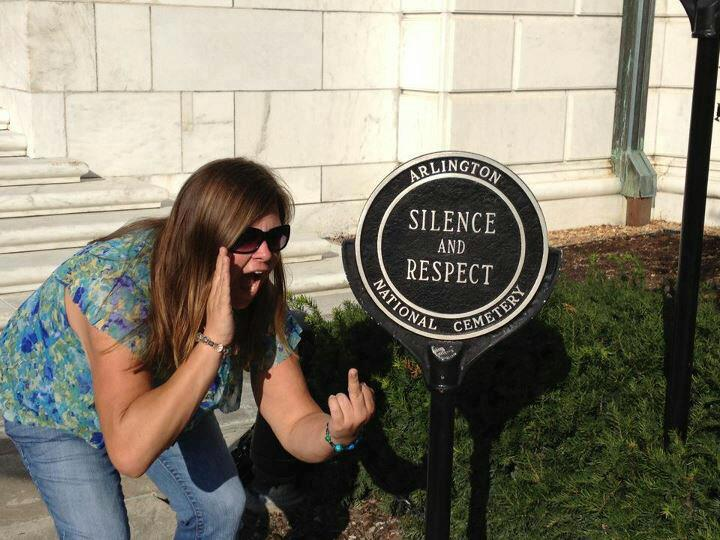 ARLINGTON
SILENCE
AND
RESPECT
NATIONAL CEMETERY